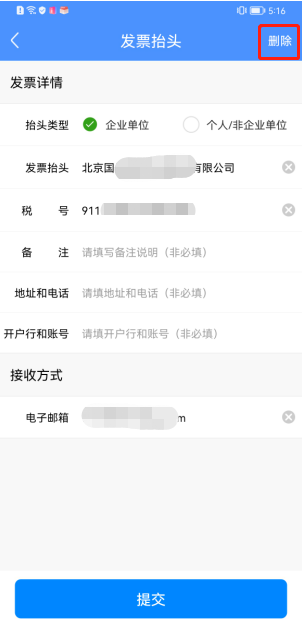 5:16
发票抬头 删除
发票详情
抬头类型 企业单位 个人/非企业单位
发票抬头 北京国 有限公司
税 号 911
备 注 请填写备注说明（非必填）
地址和电话 请填地址和电话（非必填）
开户行和账号 请填开户行和账号（非必填）
接收方式
电子邮箱 m
提交